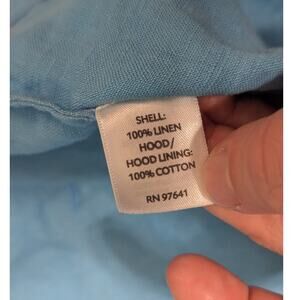 SHELL:
100% LINEN
HOOD/
HOOD LINING:
100% COTTON
RN 97641